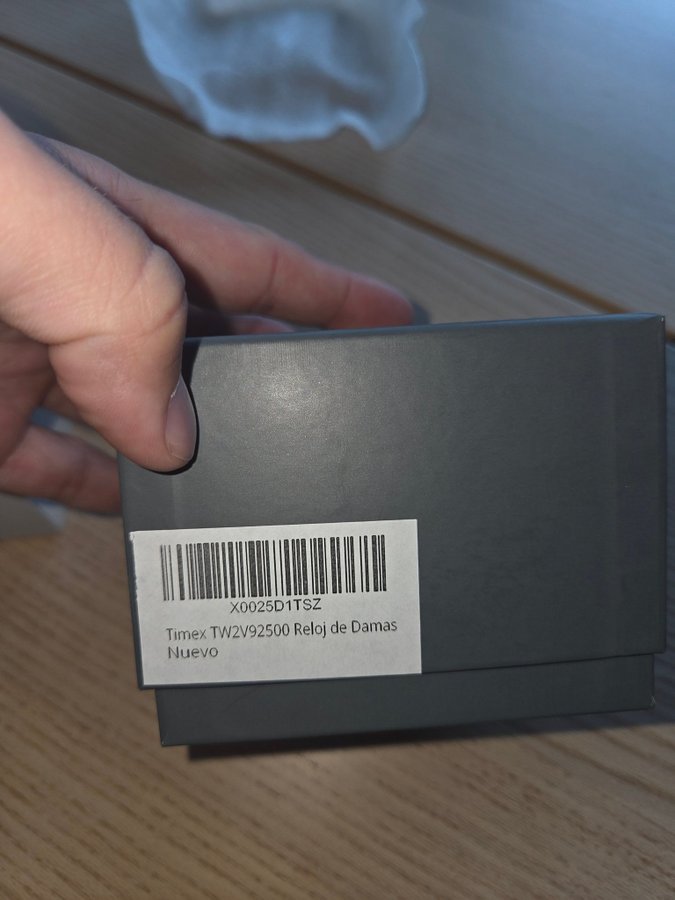 X0025D1TSZ
Timex TW2V92500 Reloj de Damas
Nuevo